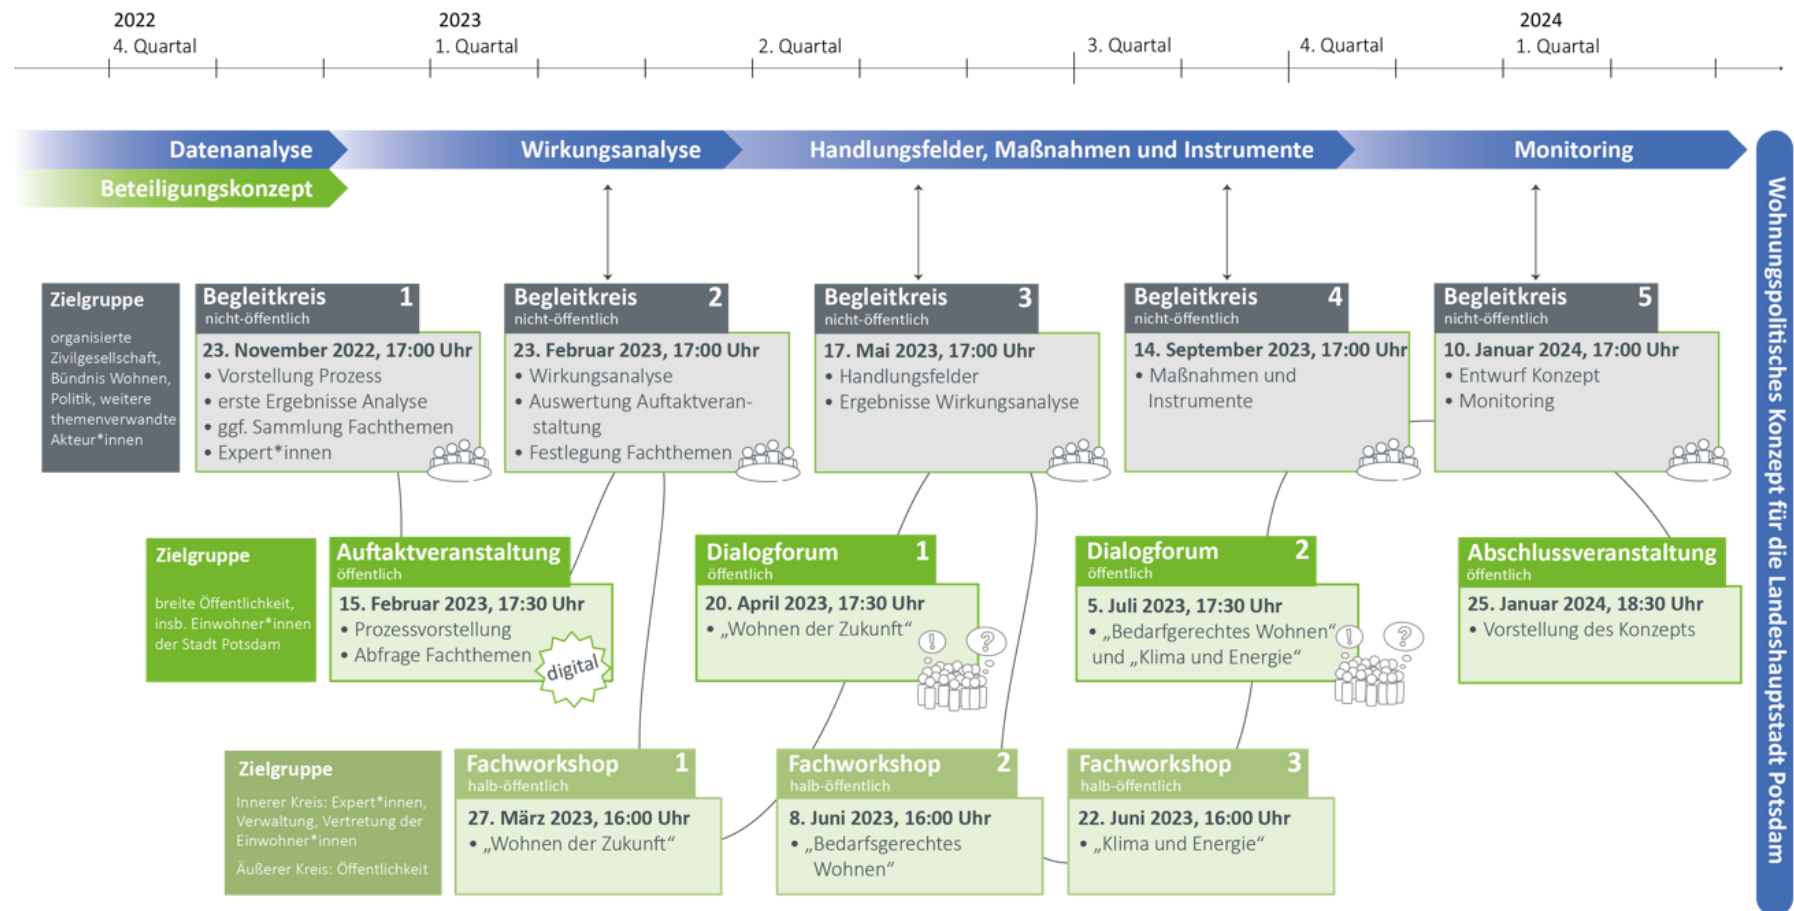 2022
4. Quartal
2023
1. Quartal
2. Quartal
3. Quartal
4. Quartal
2024
1. Quartal
Datenanalyse
Wirkungsanalyse
Handlungsfelder, Maßnahmen und Instrumente
Monitoring
Beteiligungskonzept
Wohnungspolitisches Konzept für die Landeshauptstadt Potsdam
Zielgruppe
organisierte
Zivilgesellschaft,
Bündnis Wohnen,
Politik, weitere
themenverwandte
Akteur*innen
Begleitkreis 1
nicht-öffentlich
23. November 2022, 17:00 Uhr
• Vorstellung Prozess
• erste Ergebnisse Analyse
• ggf. Sammlung Fachthemen
• Expert*innen
Begleitkreis 2
nicht-öffentlich
23. Februar 2023, 17:00 Uhr
• Wirkungsanalyse
• Auswertung Auftaktveran-
staltung
• Festlegung Fachthemen
Begleitkreis 3
nicht-öffentlich
17. Mai 2023, 17:00 Uhr
• Handlungsfelder
• Ergebnisse Wirkungsanalyse
Begleitkreis 4
nicht-öffentlich
14. September 2023, 17:00 Uhr
• Maßnahmen und
Instrumente
Begleitkreis 5
nicht-öffentlich
10. Januar 2024, 17:00 Uhr
• Entwurf Konzept
• Monitoring
Zielgruppe
breite Öffentlichkeit,
insb. Einwohner*innen
der Stadt Potsdam
Auftaktveranstaltung
öffentlich
15. Februar 2023, 17:30 Uhr
• Prozessvorstellung
• Abfrage Fachthemen
digital
Dialogforum 1
öffentlich
20. April 2023, 17:30 Uhr
• „Wohnen der Zukunft“
! ?
Dialogforum 2
öffentlich
5. Juli 2023, 17:30 Uhr
• „Bedarfgerechtes Wohnen“
und „Klima und Energie“
! ?
Abschlussveranstaltung
öffentlich
25. Januar 2024, 18:30 Uhr
• Vorstellung des Konzepts
Zielgruppe
Innerer Kreis: Expert*innen,
Verwaltung, Vertretung der
Einwohner*innen
Äußerer Kreis: Öffentlichkeit
Fachworkshop 1
halb-öffentlich
27. März 2023, 16:00 Uhr
• „Wohnen der Zukunft“
Fachworkshop 2
halb-öffentlich
8. Juni 2023, 16:00 Uhr
• „Bedarfsgerechtes
Wohnen“
Fachworkshop 3
halb-öffentlich
22. Juni 2023, 16:00 Uhr
• „Klima und Energie“